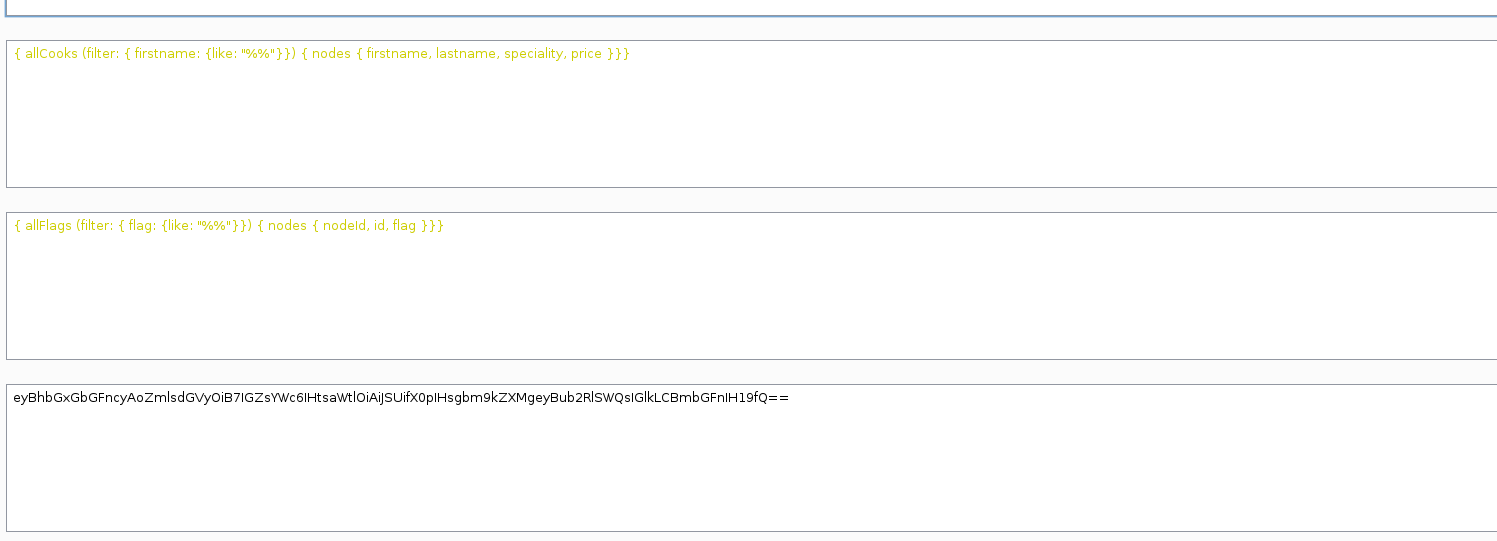 { allCooks (filter: { firstname: {like: "%%"}}) { nodes { firstname, lastname, speciality, price }}}
{ allFlags (filter: { flag: {like: "%%"}}) { nodes { nodeId, id, flag }}}
eyBhbGxGbGFncyAoZmlsdGVyOiB7IGZsYWc6IHtsaWtlOiAiJSUifX0pIHsgbm9kZXMgeyBub2RlSWQsIGlkLCBmbGFnIH19fQ==